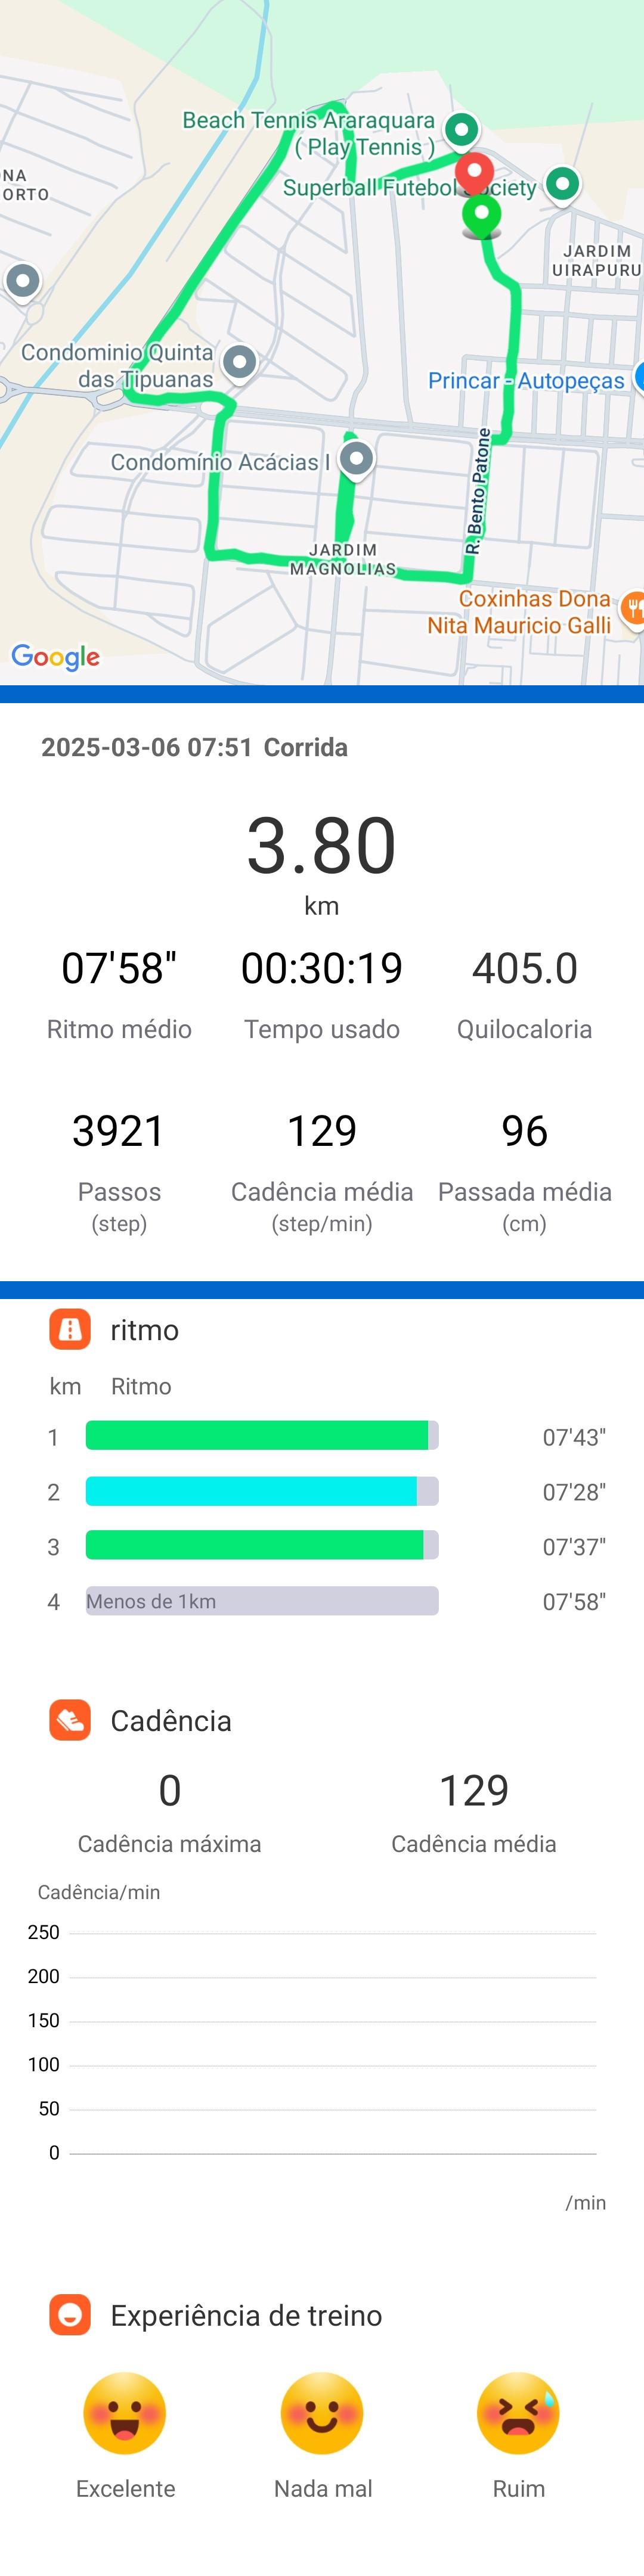 Beach Tennis Araraquara
( Play Tennis )
NA
ORTO
Superball Futebol Society
JARDIM
UIRAPURU
Condominio Quinta
das Tipuanas
Princar - Autopeças
Condomínio Acácias I
R. Bento Patone
JARDIM
MAGNOLIAS
Coxinhas Dona
Nita Mauricio Galli
Google
2025-03-06 07:51 Corrida
3.80
km
07'58" 00:30:19 405.0
Ritmo médio Tempo usado Quilocaloria
3921 129 96
Passos Cadência média Passada média
(step) (step/min) (cm)
ritmo
km Ritmo
1 07'43"
2 07'28"
3 07'37"
4 Menos de 1km 07'58"
Cadência
0 129
Cadência máxima Cadência média
Cadência/min
250
200
150
100
50
0
/min
Experiência de treino
Excelente Nada mal Ruim